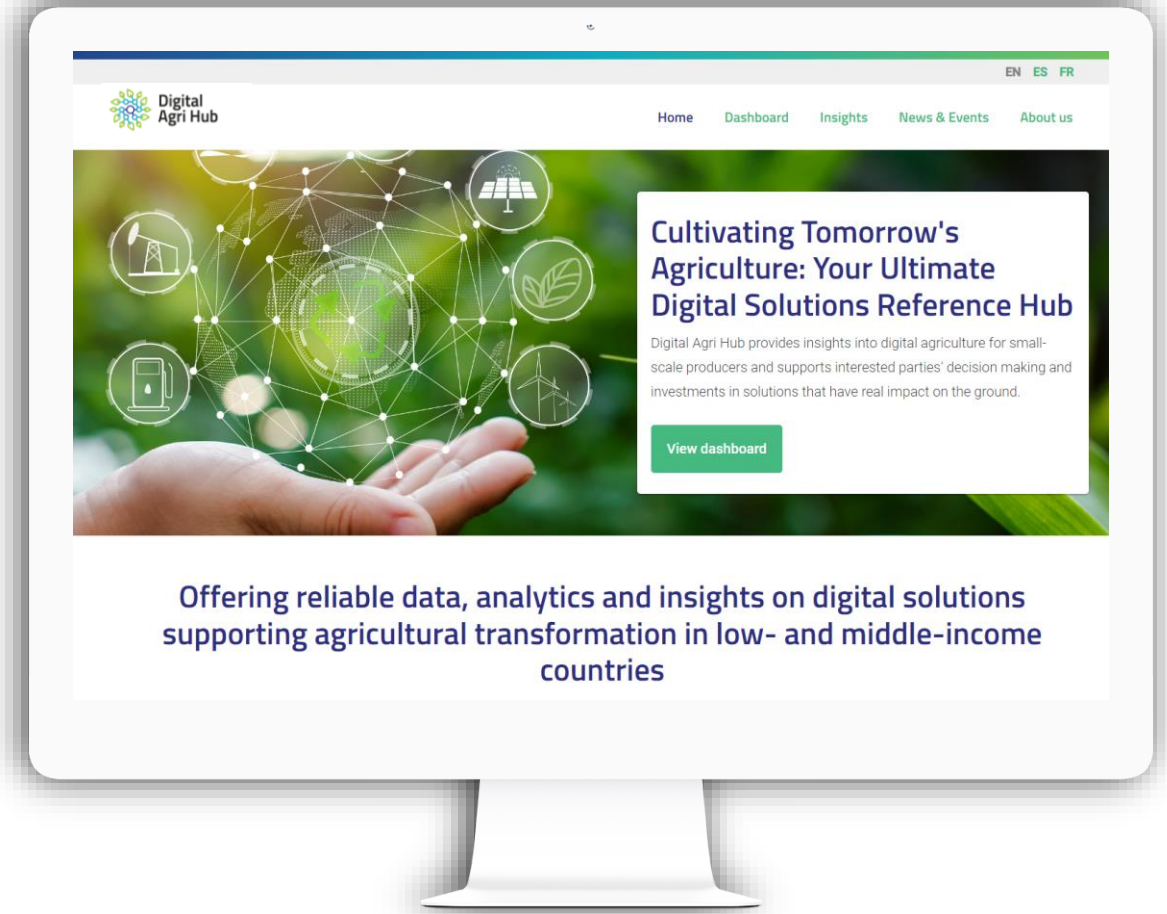 EN ES FR
Digital
Agri Hub
Home Dashboard Insights News & Events About us
Cultivating Tomorrow's
Agriculture: Your Ultimate
Digital Solutions Reference Hub
Digital Agri Hub provides insights into digital agriculture for small-
scale producers and supports interested parties' decision making and
investments in solutions that have real impact on the ground.
View dashboard
Offering reliable data, analytics and insights on digital solutions
supporting agricultural transformation in low- and middle-income
countries